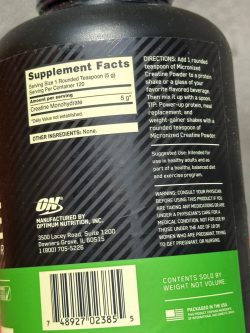 Supplement Facts
Serving Size 1 Rounded Teaspoon (5 g)
Serving Per Container 120
Amount per serving
Creatine Monohydrate 5 g*
*Daily Value not established.
OTHER INGREDIENTS: None.
ON
MANUFACTURED BY
OPTIMUM NUTRITION, INC.
3500 Lacey Road, Suite 1200
Downers Grove, IL 60515
1 (800) 705-5226
7 48927 02385 5
DIRECTIONS: Add 1 rounded
teaspoon of Micronized
Creatine Powder to a protein
shake or a glass of your
favorite flavored beverage.
Then mix it up with a spoon.
TIP: Power-up protein, meal
replacement, and
weight-gainer shakes with a
rounded teaspoon of
Micronized Creatine Powder.
Suggested Use: Intended for
use in healthy adults and as
part of a healthy, balanced
diet and exercise program.
WARNING: CONSULT YOUR PHYSICIAN
BEFORE USING THIS PRODUCT IF YOU
ARE TAKING ANY MEDICATIONS OR ARE
UNDER A PHYSICIAN'S CARE FOR A
MEDICAL CONDITION. NOT FOR USE BY
THOSE UNDER THE AGE OF 18 OR BY
WOMEN WHO ARE PREGNANT, TRYING
TO GET PREGNANT, OR NURSING.
CONTENTS SOLD BY
WEIGHT NOT VOLUME
PACKAGED IN THE USA